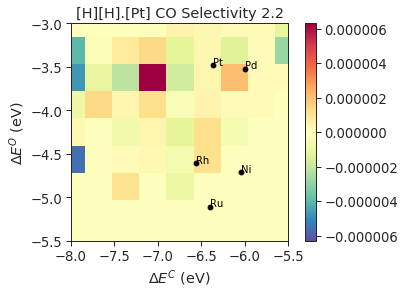 [H][H].[Pt] CO Selectivity 2.2
−3.0
−3.5
−4.0
−4.5
−5.0
−5.5
ΔE^O (eV)
Pt
Pd
Rh
Ni
Ru
−8.0 −7.5 −7.0 −6.5 −6.0 −5.5
ΔE^C (eV)
0.000006
0.000004
0.000002
0.000000
−0.000002
−0.000004
−0.000006